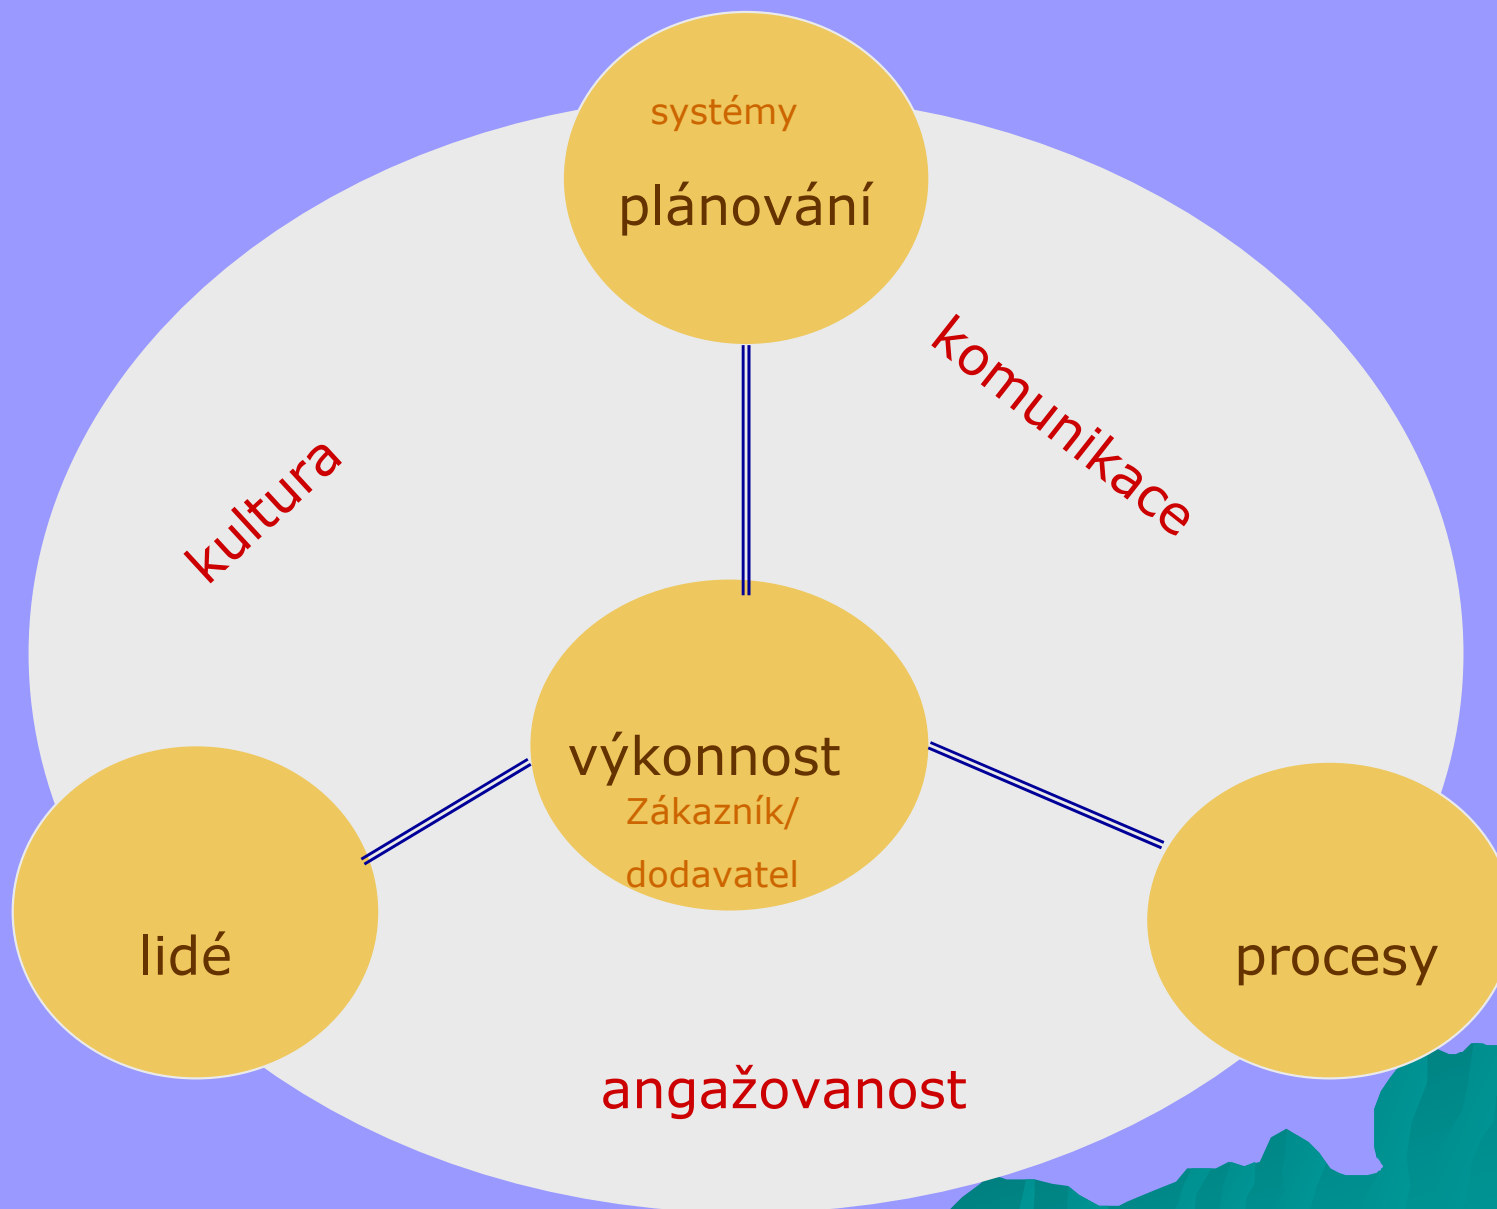 systémy
plánování
komunikace
kultura
výkonnost
Zákazník/
dodavatel
lidé
procesy
angažovanost